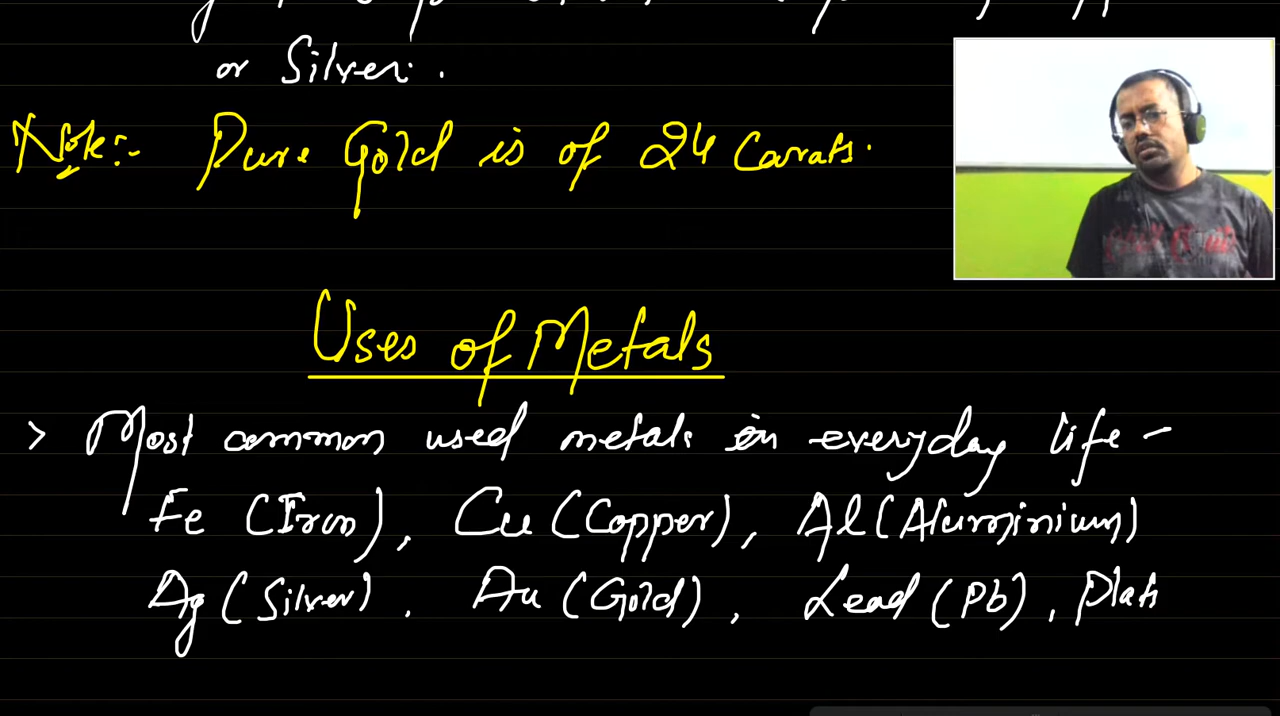 or Silver.
Note:- Pure Gold is of 24 Carats.
Uses of Metals
> Most common used metals in everyday life -
Fe (Iron), Cu (Copper), Al (Aluminium)
Ag (Silver), Au (Gold), Lead (Pb), Plati